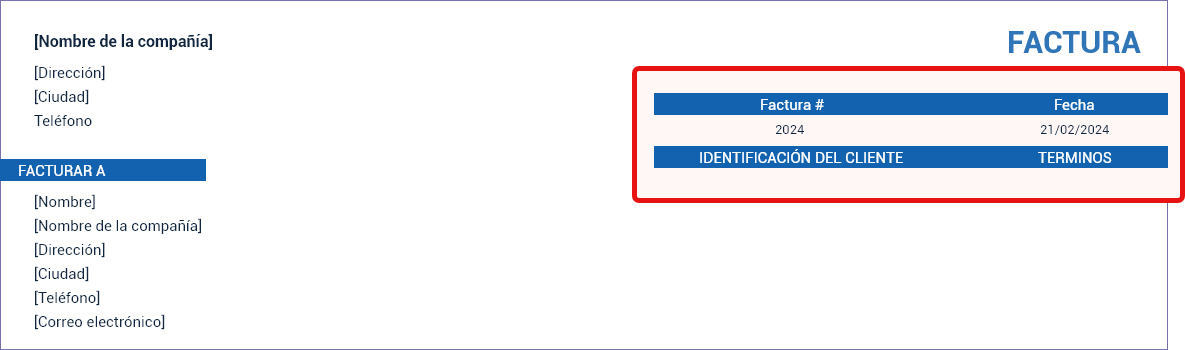 [Nombre de la compañía]
FACTURA
[Dirección]
[Ciudad]
Teléfono
Factura # Fecha
2024 21/02/2024
IDENTIFICACIÓN DEL CLIENTE TERMINOS
FACTURAR A
[Nombre]
[Nombre de la compañía]
[Dirección]
[Ciudad]
[Teléfono]
[Correo electrónico]